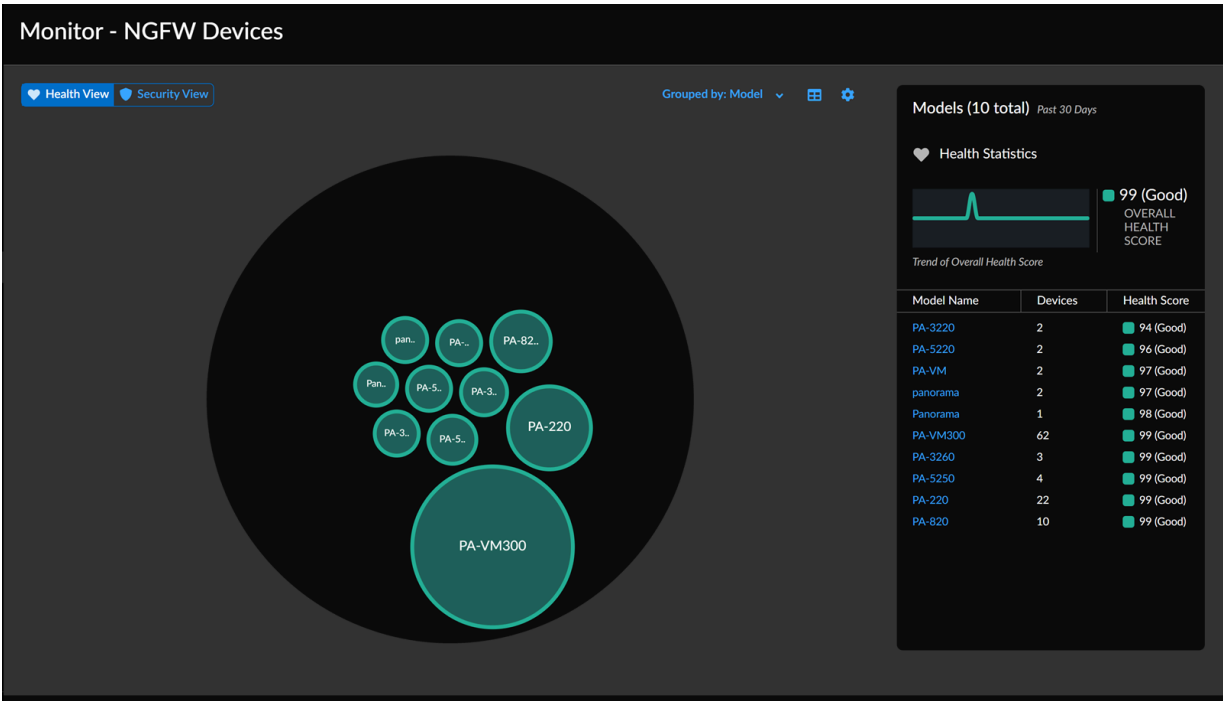 Monitor - NGFW Devices
Health View Security View
Grouped by: Model
pan..
PA-..
PA-82..
Pan..
PA-5..
PA-3..
PA-3..
PA-5..
PA-220
PA-VM300
Models (10 total) Past 30 Days
Health Statistics
99 (Good)
OVERALL
HEALTH
SCORE
Trend of Overall Health Score
Model Name Devices Health Score
PA-3220 2 94 (Good)
PA-5220 2 96 (Good)
PA-VM 2 97 (Good)
panorama 2 97 (Good)
Panorama 1 98 (Good)
PA-VM300 62 99 (Good)
PA-3260 3 99 (Good)
PA-5250 4 99 (Good)
PA-220 22 99 (Good)
PA-820 10 99 (Good)